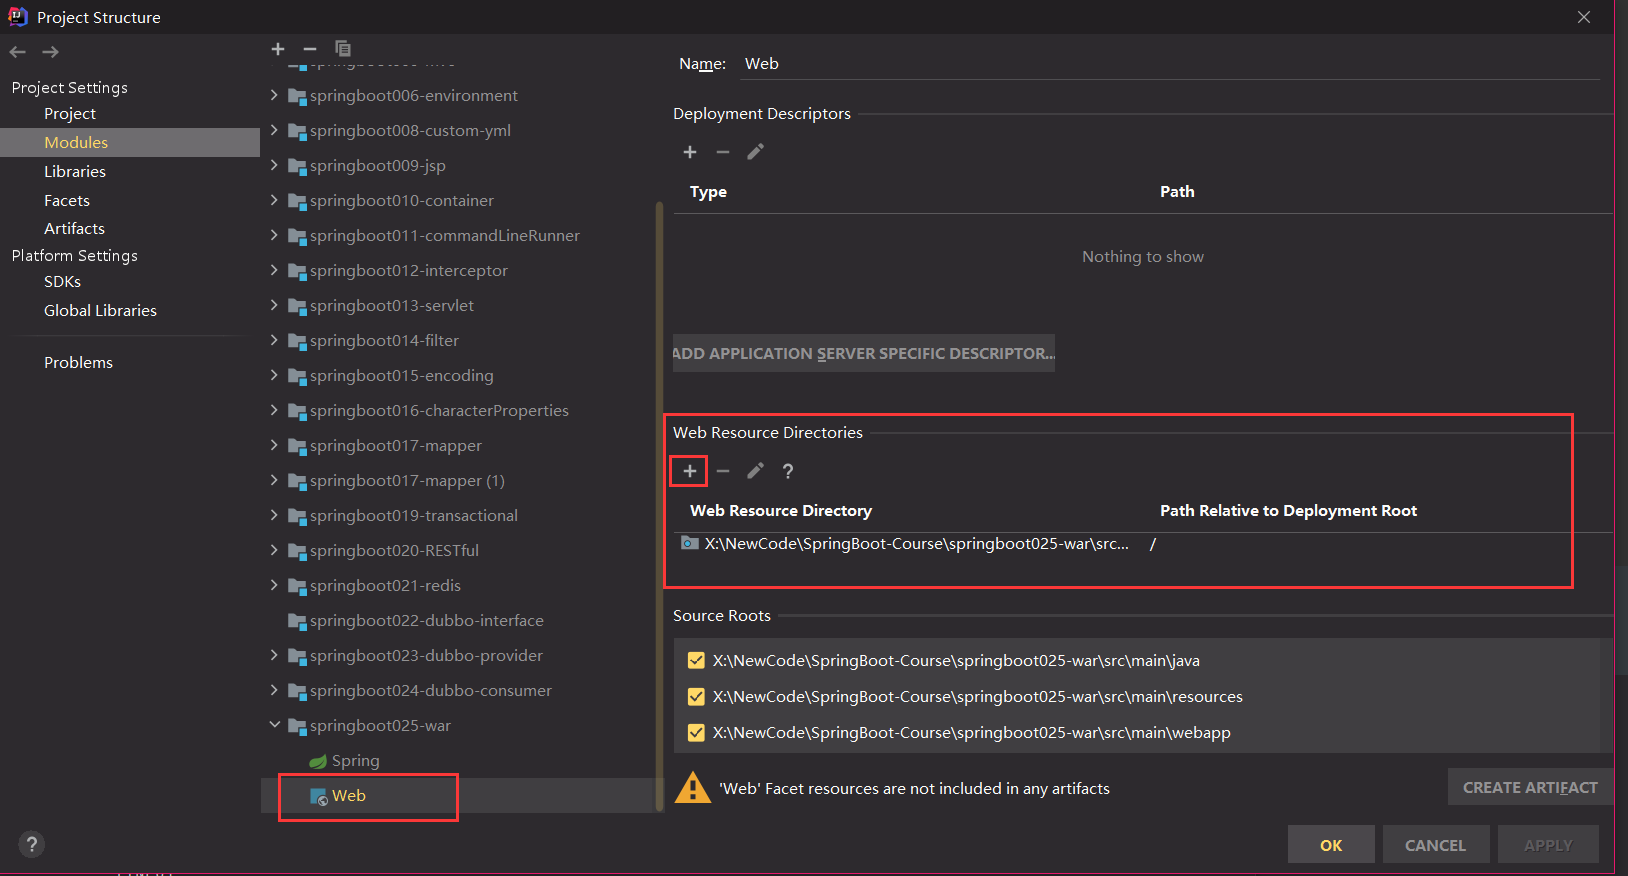 Project Structure
Project Settings
Project
Modules
Libraries
Facets
Artifacts
Platform Settings
SDKs
Global Libraries
Problems
springboot006-environment
springboot008-custom-yml
springboot009-jsp
springboot010-container
springboot011-commandLineRunner
springboot012-interceptor
springboot013-servlet
springboot014-filter
springboot015-encoding
springboot016-characterProperties
springboot017-mapper
springboot017-mapper (1)
springboot019-transactional
springboot020-RESTful
springboot021-redis
springboot022-dubbo-interface
springboot023-dubbo-provider
springboot024-dubbo-consumer
springboot025-war
Spring
Web
Name: Web
Deployment Descriptors
Type Path
Nothing to show
ADD APPLICATION SERVER SPECIFIC DESCRIPTOR...
Web Resource Directories
?
Web Resource Directory Path Relative to Deployment Root
X:\NewCode\SpringBoot-Course\springboot025-war\src... /
Source Roots
X:\NewCode\SpringBoot-Course\springboot025-war\src\main\java
X:\NewCode\SpringBoot-Course\springboot025-war\src\main\resources
X:\NewCode\SpringBoot-Course\springboot025-war\src\main\webapp
'Web' Facet resources are not included in any artifacts
CREATE ARTIFACT
? OK CANCEL APPLY